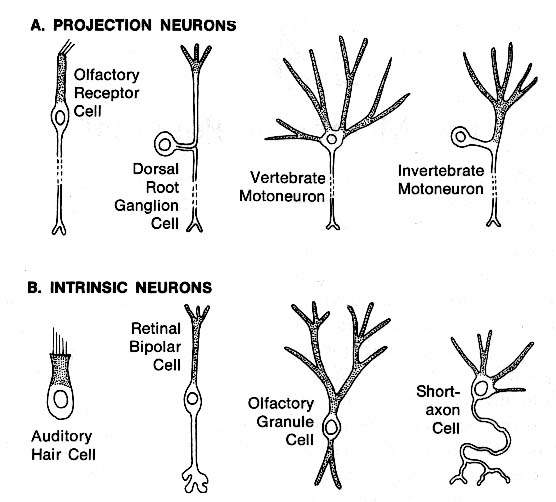 A. PROJECTION NEURONS
Olfactory
Receptor
Cell
Dorsal
Root
Ganglion
Cell
Vertebrate
Motoneuron
Invertebrate
Motoneuron
B. INTRINSIC NEURONS
Auditory
Hair Cell
Retinal
Bipolar
Cell
Olfactory
Granule
Cell
Short-
axon
Cell